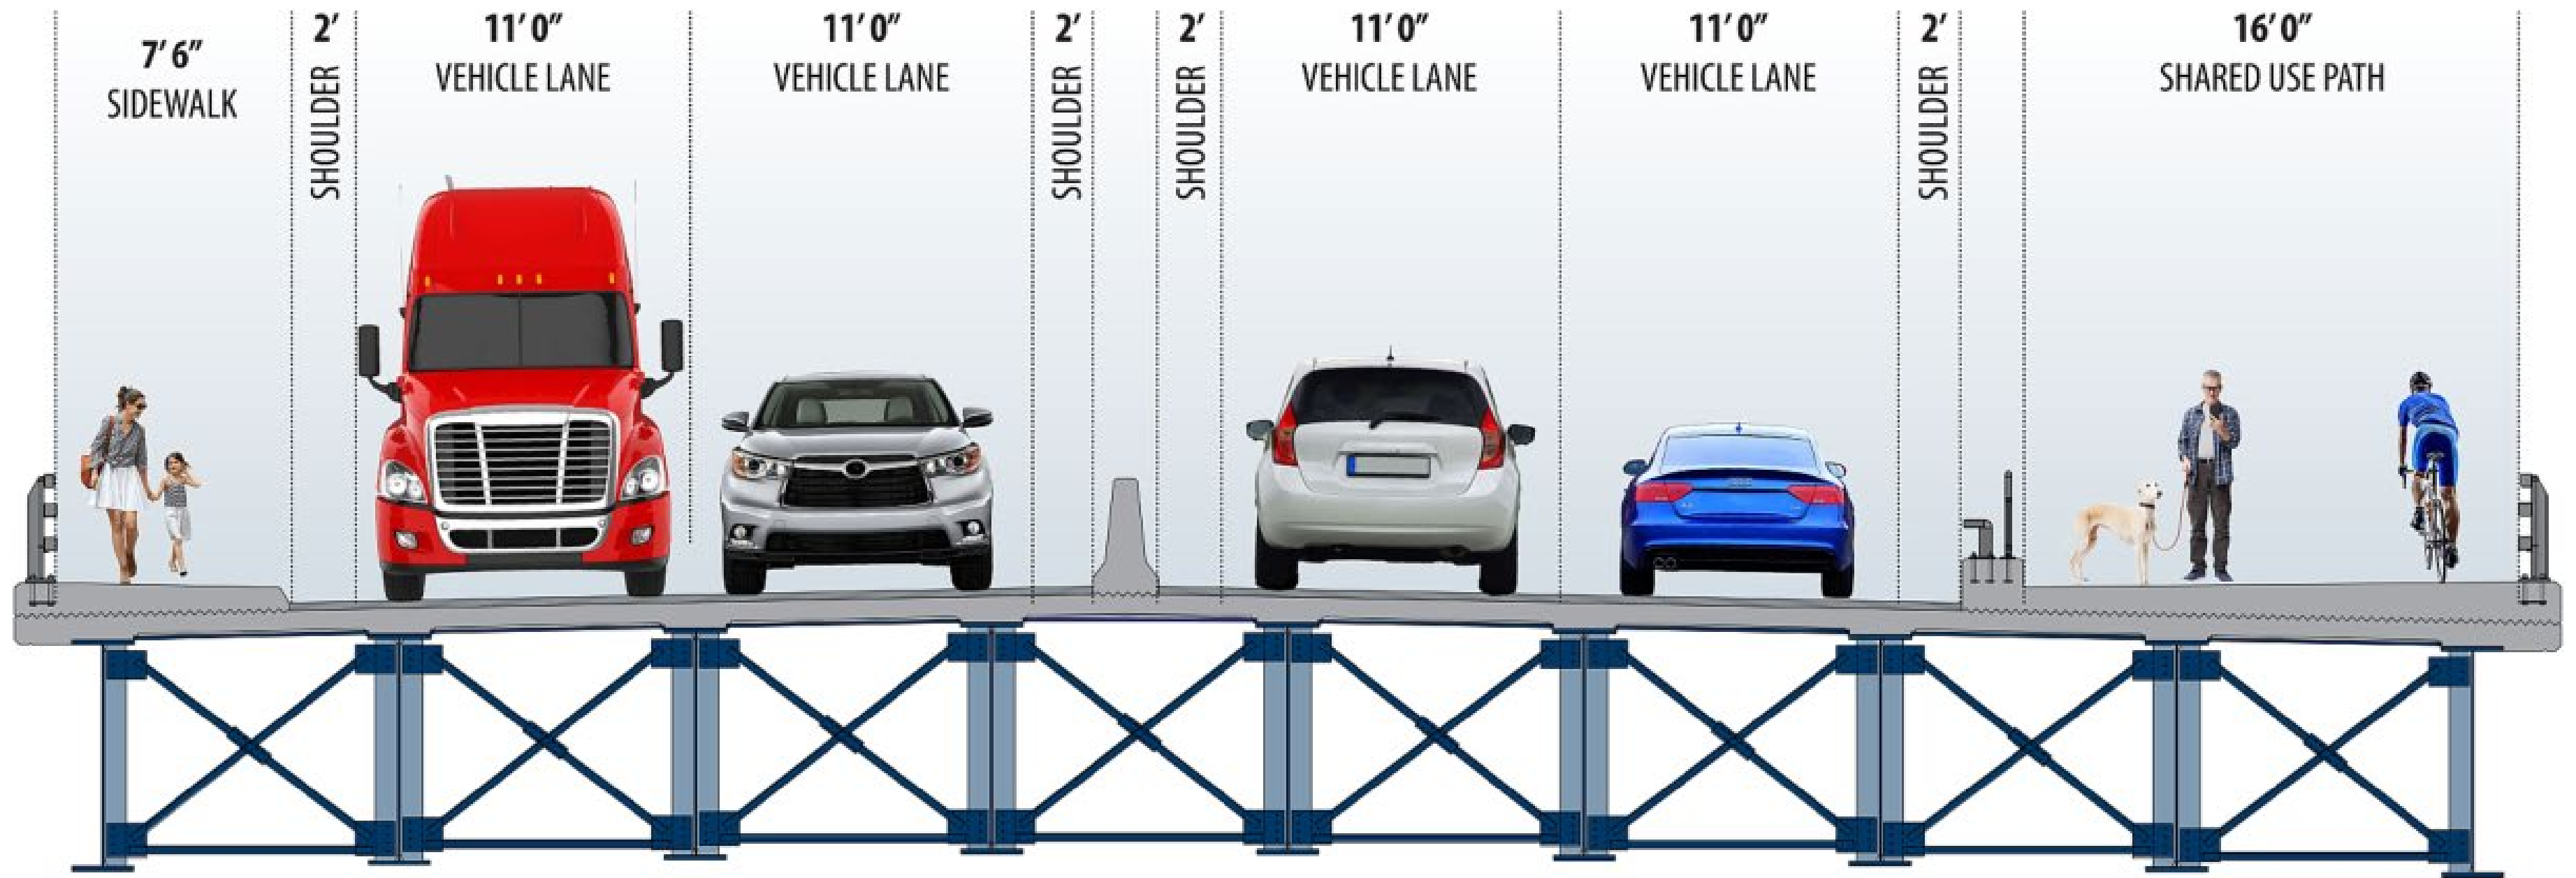 7' 6"
SIDEWALK
2'
SHOULDER
11' 0"
VEHICLE LANE
11' 0"
VEHICLE LANE
2'
SHOULDER
2'
SHOULDER
11' 0"
VEHICLE LANE
11' 0"
VEHICLE LANE
2'
SHOULDER
16' 0"
SHARED USE PATH